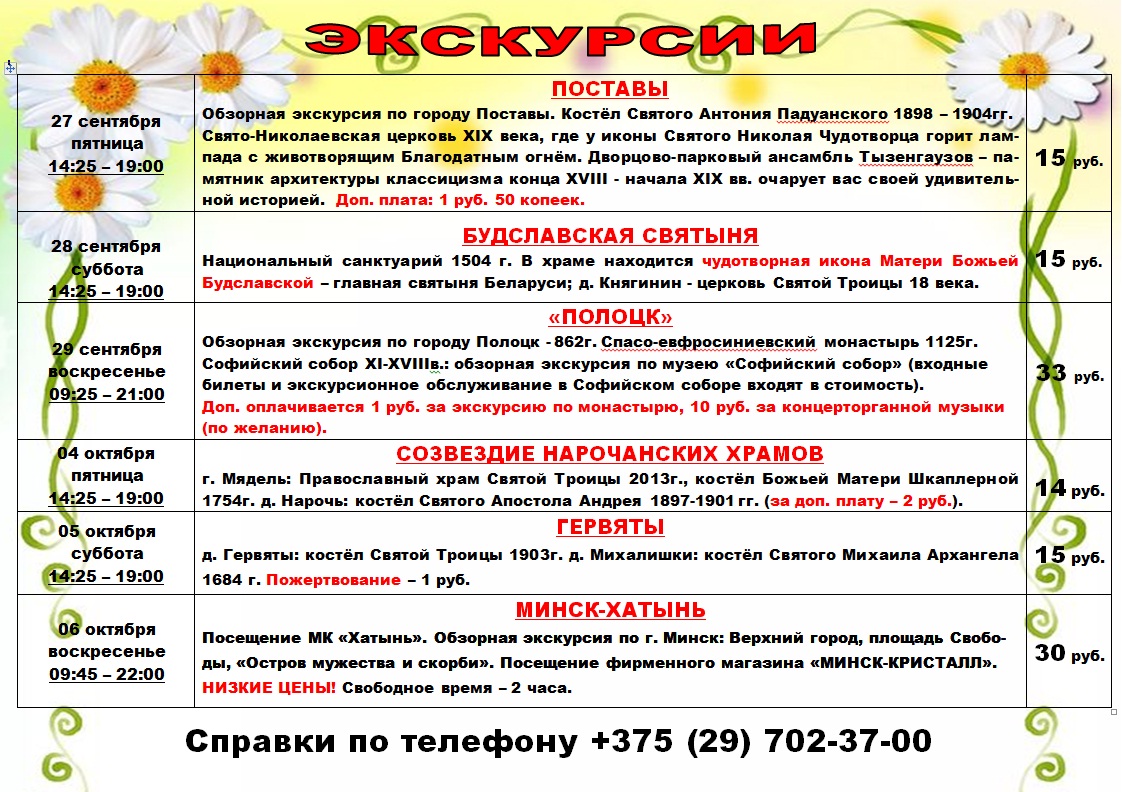 ЭКСКУРСИИ
27 сентября
пятница
14:25 – 19:00
ПОСТАВЫ
Обзорная экскурсия по городу Поставы. Костёл Святого Антония Падуанского 1898 – 1904гг.
Свято-Николаевская церковь XIX века, где у иконы Святого Николая Чудотворца горит лам-
пада с животворящим Благодатным огнём. Дворцово-парковый ансамбль Тызенгаузов – па-
мятник архитектуры классицизма конца XVIII - начала XIX вв. очарует вас своей удивитель-
ной историей. Доп. плата: 1 руб. 50 копеек.
15 руб.
28 сентября
суббота
14:25 – 19:00
БУДСЛАВСКАЯ СВЯТЫНЯ
Национальный санктуарий 1504 г. В храме находится чудотворная икона Матери Божьей
Будславской – главная святыня Беларуси; д. Княгинин - церковь Святой Троицы 18 века.
15 руб.
29 сентября
воскресенье
09:25 – 21:00
«ПОЛОЦК»
Обзорная экскурсия по городу Полоцк - 862г. Спасо-евфросиниевский монастырь 1125г.
Софийский собор XI-XVIIIв.: обзорная экскурсия по музею «Софийский собор» (входные
билеты и экскурсионное обслуживание в Софийском соборе входят в стоимость).
Доп. оплачивается 1 руб. за экскурсию по монастырю, 10 руб. за концерторганной музыки
(по желанию).
33 руб.
04 октября
пятница
14:25 – 19:00
СОЗВЕЗДИЕ НАРОЧАНСКИХ ХРАМОВ
г. Мядель: Православный храм Святой Троицы 2013г., костёл Божьей Матери Шкаплерной
1754г. д. Нарочь: костёл Святого Апостола Андрея 1897-1901 гг. (за доп. плату – 2 руб.).
14 руб.
05 октября
суббота
14:25 – 19:00
ГЕРВЯТЫ
д. Гервяты: костёл Святой Троицы 1903г. д. Михалишки: костёл Святого Михаила Архангела
1684 г. Пожертвование – 1 руб.
15 руб.
06 октября
воскресенье
09:45 – 22:00
МИНСК-ХАТЫНЬ
Посещение МК «Хатынь». Обзорная экскурсия по г. Минск: Верхний город, площадь Свобо-
ды, «Остров мужества и скорби». Посещение фирменного магазина «МИНСК-КРИСТАЛЛ».
НИЗКИЕ ЦЕНЫ! Свободное время – 2 часа.
30 руб.
Справки по телефону +375 (29) 702-37-00